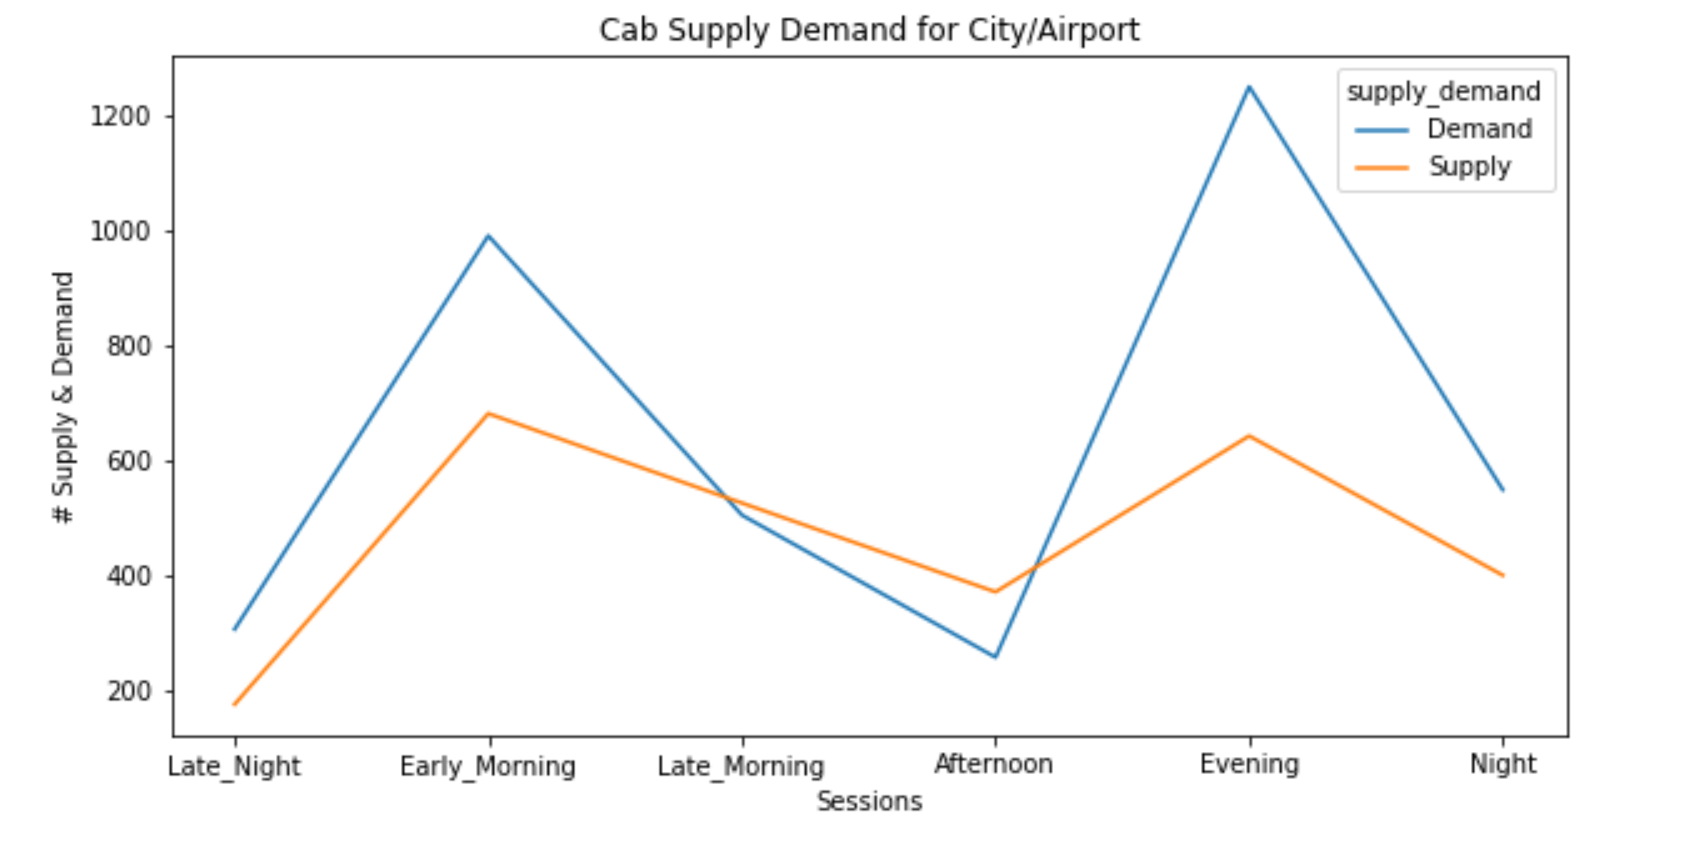 Cab Supply Demand for City/Airport
supply_demand
Demand
Supply
1200
1000
800
600
400
200
# Supply & Demand
Late_Night Early_Morning Late_Morning Afternoon Evening Night
Sessions